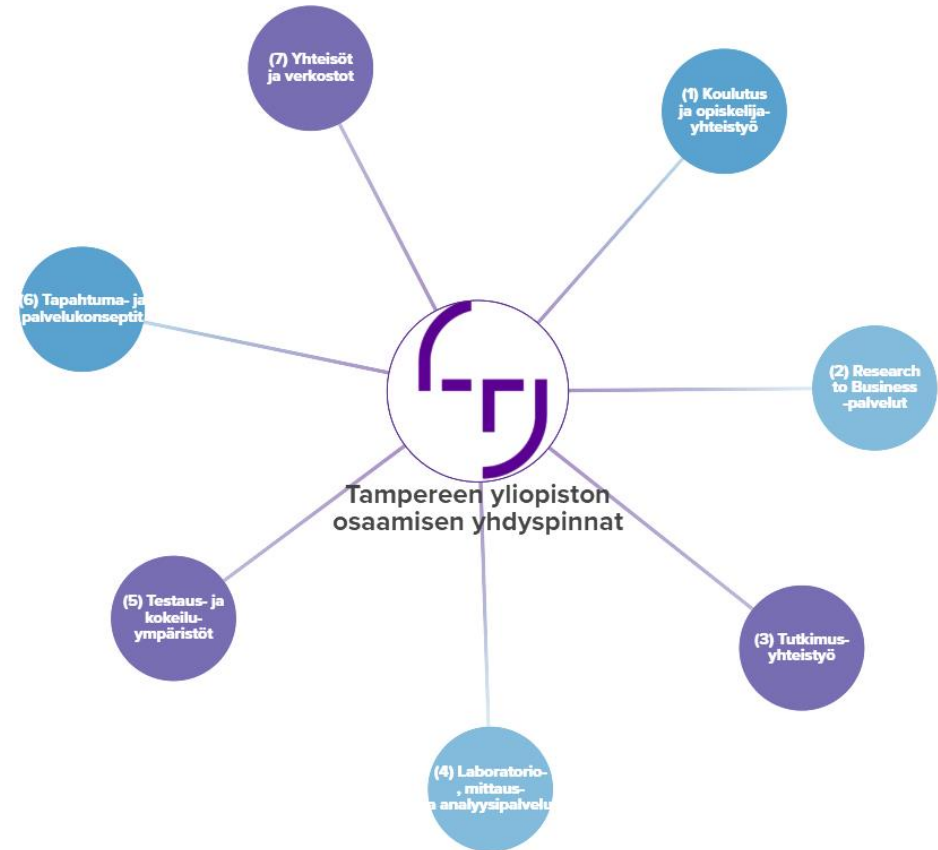 (7) Yhteisöt
ja verkostot
(1) Koulutus
ja opiskelija-
yhteistyö
(6) Tapahtuma- ja
palvelukonseptit
(2) Research
to Business
-palvelut
Tampereen yliopiston
osaamisen yhdyspinnat
(5) Testaus- ja
kokeilu-
ympäristöt
(3) Tutkimus-
yhteistyö
(4) Laboratorio-
, mittaus-
a analyysipalvelu